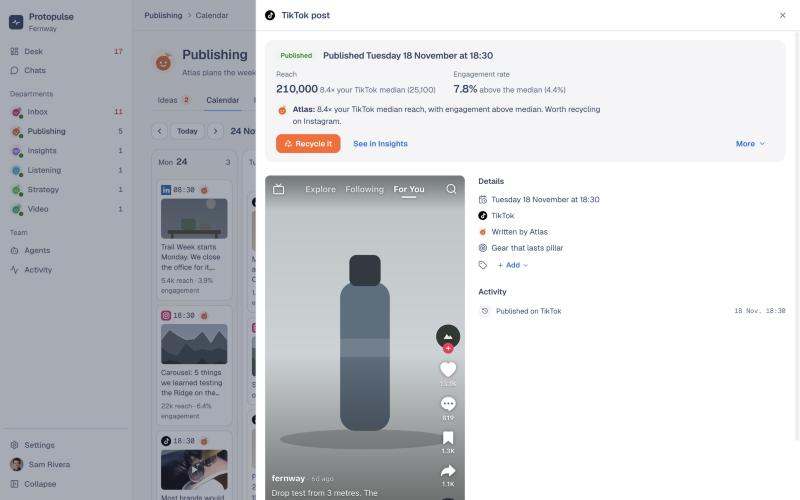 Protopulse
Fernway
Desk 17
Chats
Departments
Inbox 11
Publishing 5
Insights 1
Listening 1
Strategy 1
Video 1
Team
Agents
Activity
Settings
Sam Rivera
Collapse
Publishing › Calendar
Publishing
Atlas plans the week
Ideas 2 Calendar
Today 24 No
Mon 24 3
08:30
Trail Week starts
Monday. We close
the office for it,...
5.4k reach · 3.9%
engagement
18:30
Carousel: 5 things
we learned testing
the Ridge on the...
22k reach · 6.4%
engagement
18:30
Most brands would
TikTok post
Published Published Tuesday 18 November at 18:30
Reach
210,000 8.4× your TikTok median (25,100)
Engagement rate
7.8% above the median (4.4%)
Atlas: 8.4× your TikTok median reach, with engagement above median. Worth recycling
on Instagram.
Recycle it
See in Insights
More
Explore Following For You
819
1.3K
1.1K
fernway · 6d ago
Drop test from 3 metres. The
Details
Tuesday 18 November at 18:30
TikTok
Written by Atlas
Gear that lasts pillar
+ Add
Activity
Published on TikTok 18 Nov, 18:30